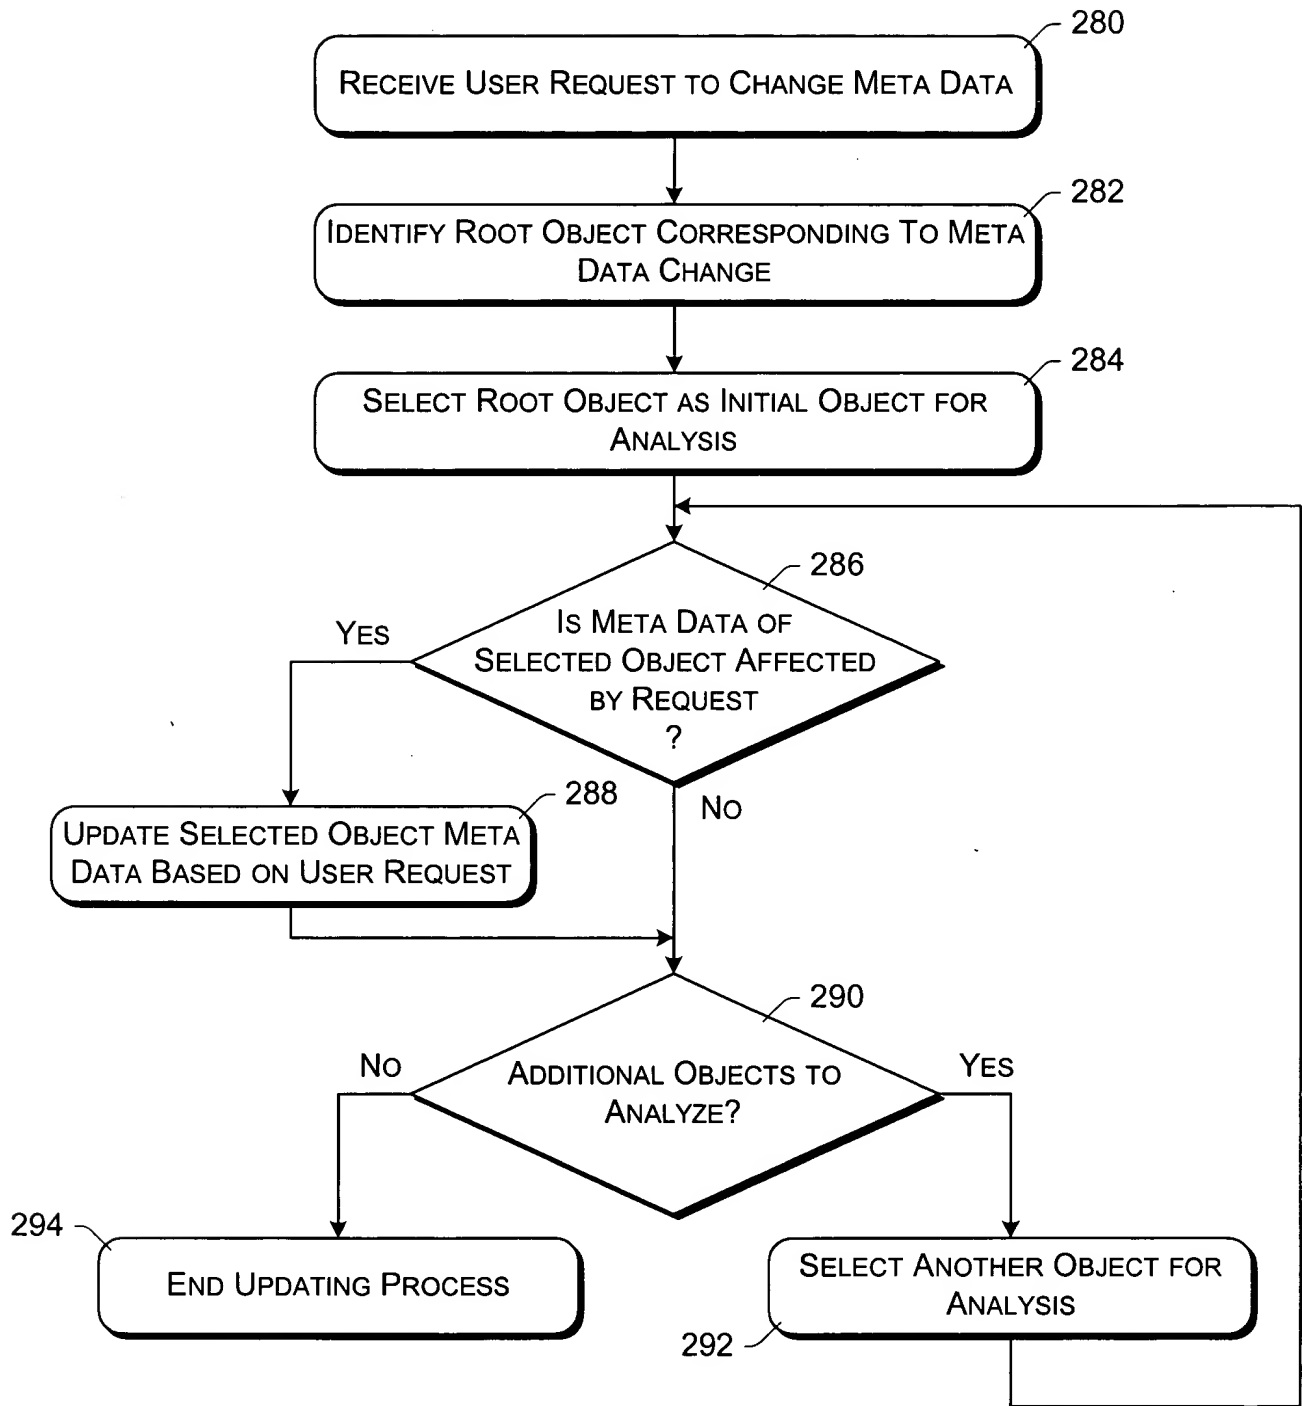 280
RECEIVE USER REQUEST TO CHANGE META DATA
282
IDENTIFY ROOT OBJECT CORRESPONDING TO META
DATA CHANGE
284
SELECT ROOT OBJECT AS INITIAL OBJECT FOR
ANALYSIS
286
IS META DATA OF
SELECTED OBJECT AFFECTED
BY REQUEST
?
YES
NO
288
UPDATE SELECTED OBJECT META
DATA BASED ON USER REQUEST
290
ADDITIONAL OBJECTS TO
ANALYZE?
NO
YES
294
END UPDATING PROCESS
SELECT ANOTHER OBJECT FOR
ANALYSIS
292